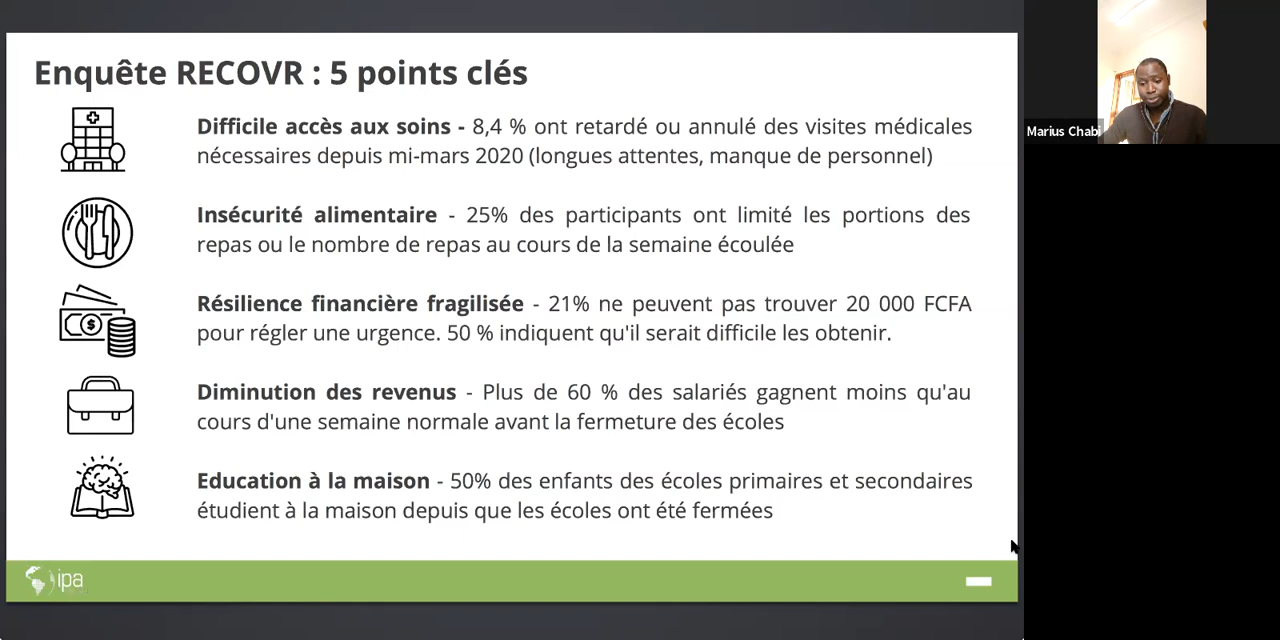 Enquête RECOVR : 5 points clés
Difficile accès aux soins - 8,4 % ont retardé ou annulé des visites médicales
nécessaires depuis mi-mars 2020 (longues attentes, manque de personnel)
Insécurité alimentaire - 25% des participants ont limité les portions des
repas ou le nombre de repas au cours de la semaine écoulée
Résilience financière fragilisée - 21% ne peuvent pas trouver 20 000 FCFA
pour régler une urgence. 50 % indiquent qu'il serait difficile les obtenir.
Diminution des revenus - Plus de 60 % des salariés gagnent moins qu'au
cours d'une semaine normale avant la fermeture des écoles
Education à la maison - 50% des enfants des écoles primaires et secondaires
étudient à la maison depuis que les écoles ont été fermées
ipa
Marius Chabi